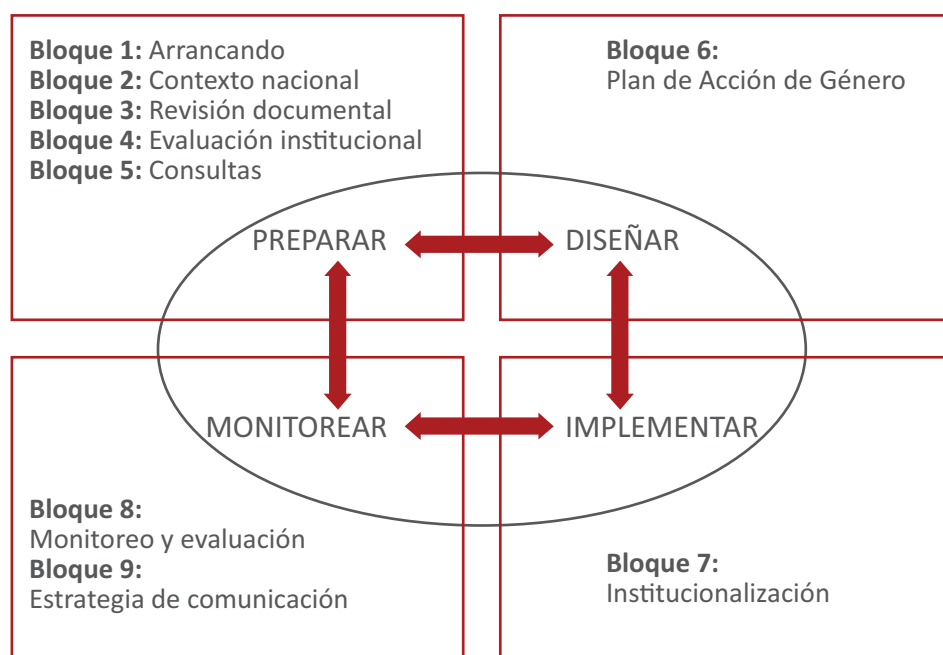 Bloque 1: Arrancando
Bloque 2: Contexto nacional
Bloque 3: Revisión documental
Bloque 4: Evaluación institucional
Bloque 5: Consultas
Bloque 6:
Plan de Acción de Género
PREPARAR
DISEÑAR
MONITOREAR
IMPLEMENTAR
Bloque 8:
Monitoreo y evaluación
Bloque 9:
Estrategia de comunicación
Bloque 7:
Institucionalización